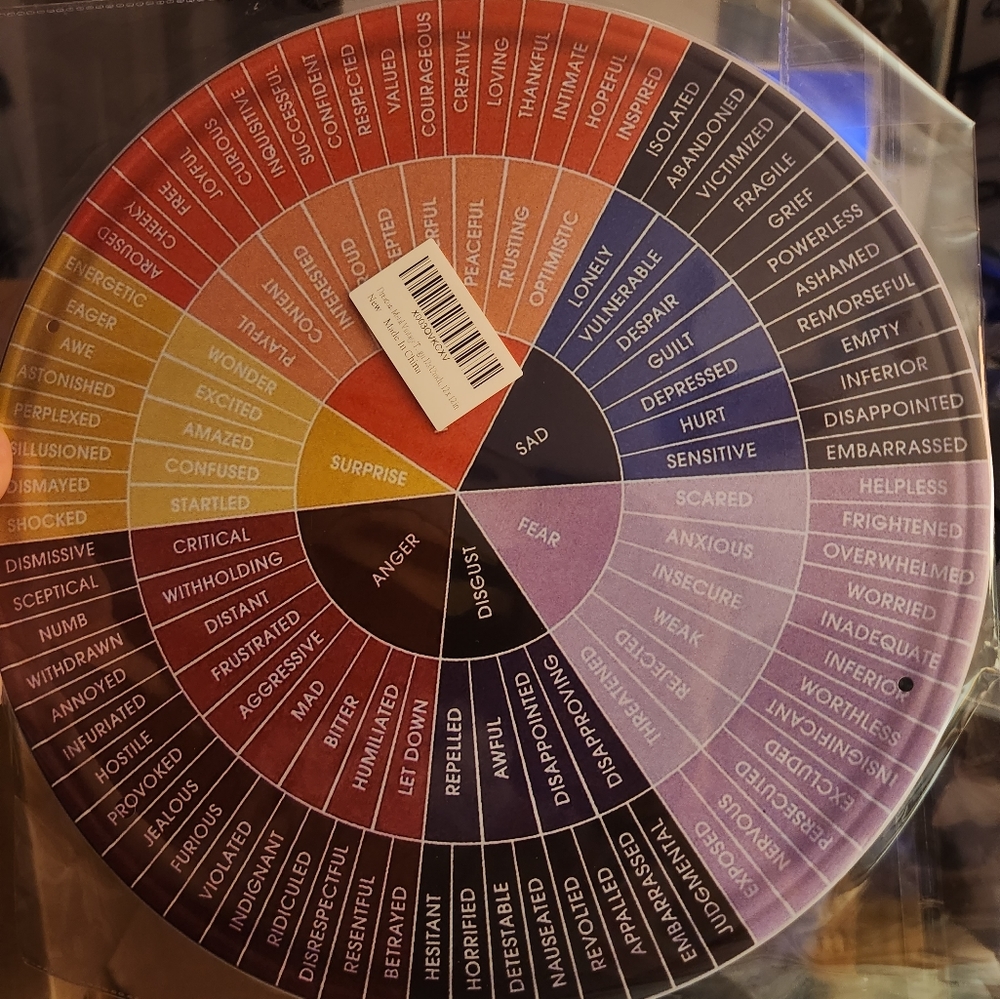 COURAGEOUS
CREATIVE
LOVING
THANKFUL
INTIMATE
HOPEFUL
INSPIRED
ISOLATED
ABANDONED
VICTIMIZED
FRAGILE
GRIEF
POWERLESS
ASHAMED
REMORSEFUL
EMPTY
INFERIOR
DISAPPOINTED
EMBARRASSED
HELPLESS
FRIGHTENED
OVERWHELMED
WORRIED
INADEQUATE
INFERIO
WORTHLESS
INSIGNIFICANT
EXCLUDED
PERSECUTED
NERVOUS
EXPOSED
JUDGMENTAL
EMBARRASSED
APPALLED
REVOLTED
NAUSEATED
DETESTABLE
HORRIFIED
HESITANT
BETRAYED
RESENTFUL
DISRESPECTFUL
RIDICULED
INDIGNANT
VIOLATED
FURIOUS
JEALOUS
PROVOKED
HOSTILE
INFURIATED
ANNOYED
WITHDRAWN
NUMB
SCEPTICAL
DISMISSIVE
SHOCKED
DISMAYED
SILLUSIONED
PERPLEXED
ASTONISHED
AWE
EAGER
ENERGETIC
AROUSED
CHEEKY
FREE
JOYFUL
CURIOUS
INQUISITIVE
SUCCESSFUL
CONFIDENT
RESPECTED
VALUED
PEACEFUL
TRUSTING
OPTIMISTIC
LONELY
VULNERABLE
DESPAIR
GUILT
DEPRESSED
HURT
SENSITIVE
SCARED
ANXIOUS
INSECURE
WEAK
REJECTED
THREATENED
DISAPPROVING
DISAPPOINTED
AWFUL
REPELLED
LET DOWN
HUMILIATED
BITTER
MAD
AGGRESSIVE
FRUSTRATED
DISTANT
WITHHOLDING
CRITICAL
STARTLED
CONFUSED
AMAZED
EXCITED
WONDER
PLAYFUL
CONTENT
INTERESTED
OUD
EPTED
RFUL
SAD
FEAR
DISGUST
ANGER
SURPRISE
New
Made In China